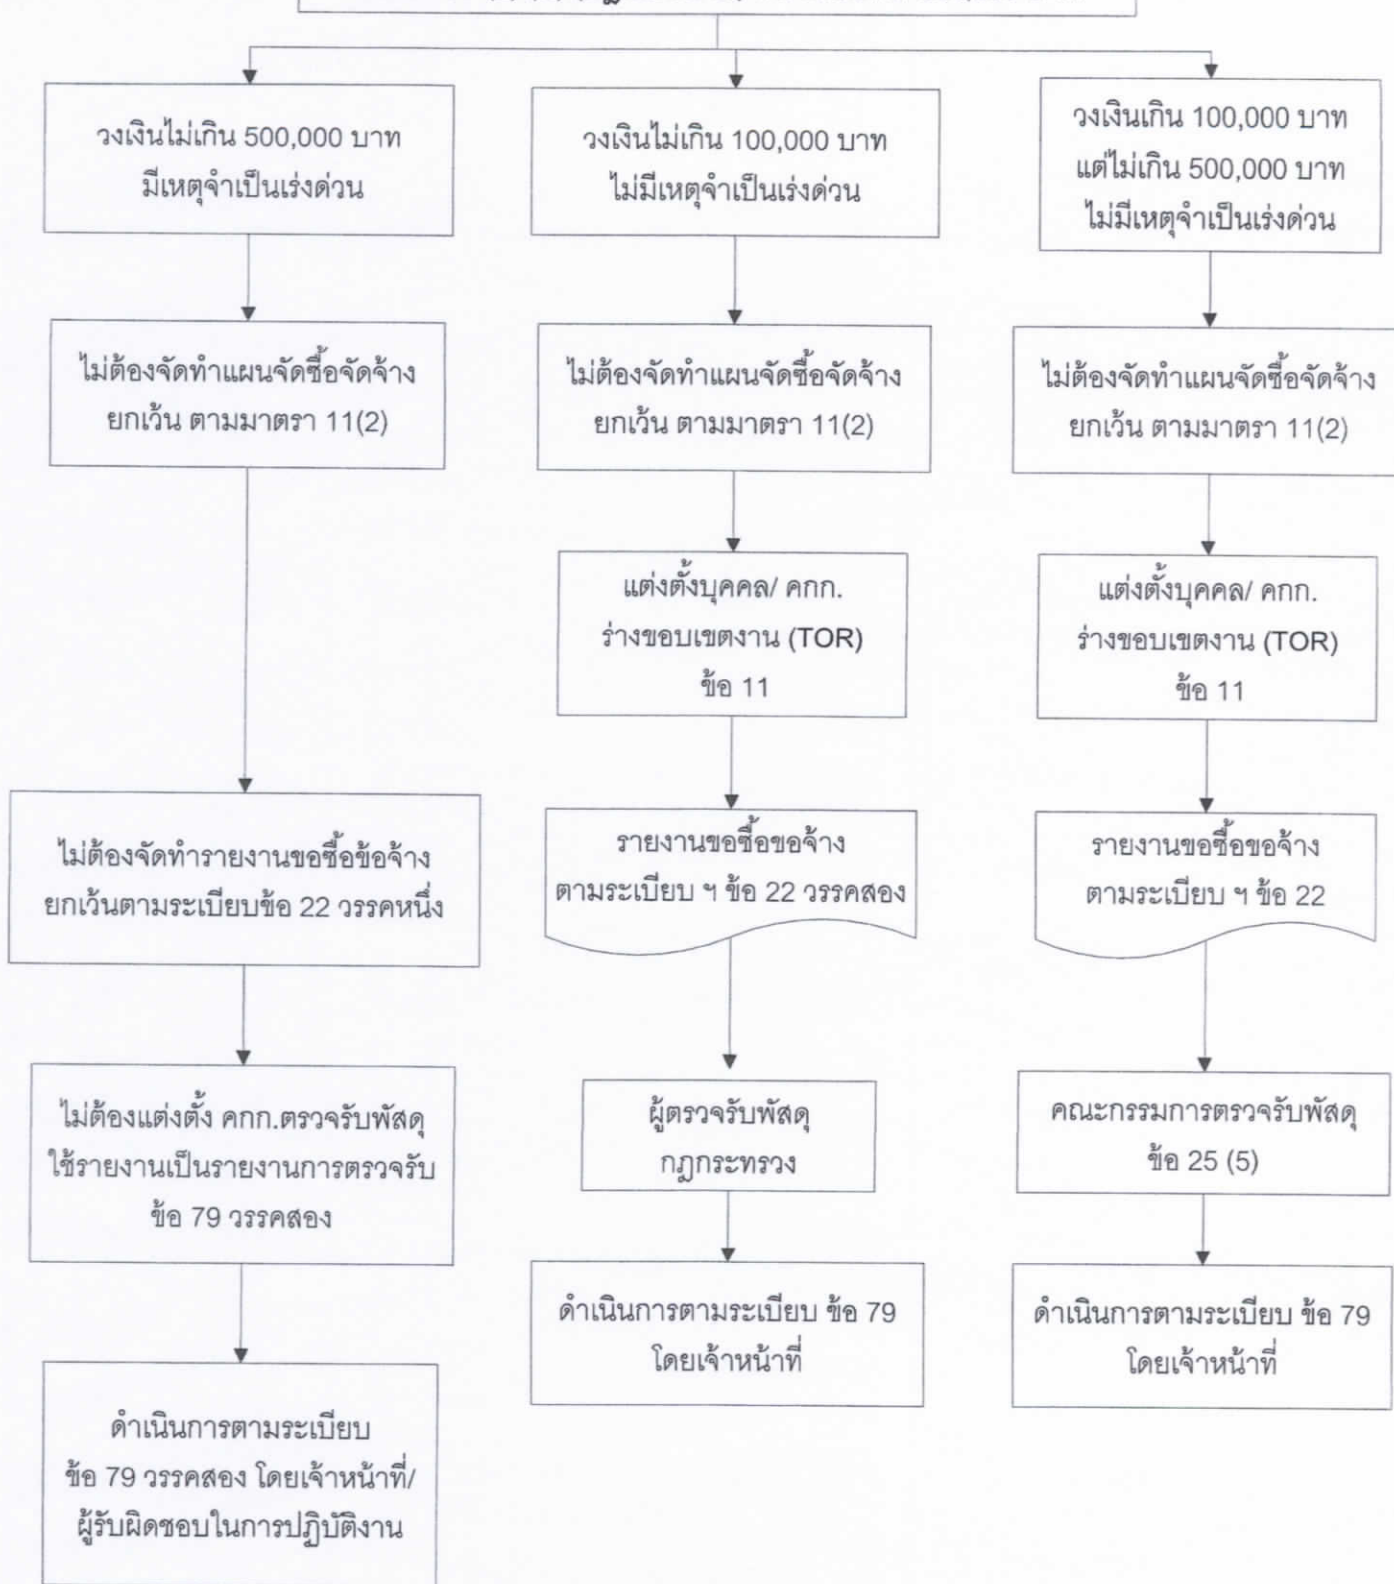 วงเงินไม่เกิน 500,000 บาท
มีเหตุจำเป็นเร่งด่วน
ไม่ต้องจัดทำแผนจัดซื้อจัดจ้าง
ยกเว้น ตามมาตรา 11(2)
ไม่ต้องจัดทำรายงานขอซื้อข้อจ้าง
ยกเว้นตามระเบียบข้อ 22 วรรคหนึ่ง
ไม่ต้องแต่งตั้ง คกก.ตรวจรับพัสดุ
ใช้รายงานเป็นรายงานการตรวจรับ
ข้อ 79 วรรคสอง
ดำเนินการตามระเบียบ
ข้อ 79 วรรคสอง โดยเจ้าหน้าที่/
ผู้รับผิดชอบในการปฏิบัติงาน
วงเงินไม่เกิน 100,000 บาท
ไม่มีเหตุจำเป็นเร่งด่วน
ไม่ต้องจัดทำแผนจัดซื้อจัดจ้าง
ยกเว้น ตามมาตรา 11(2)
แต่งตั้งบุคคล/ คกก.
ร่างขอบเขตงาน (TOR)
ข้อ 11
รายงานขอซื้อขอจ้าง
ตามระเบียบ ฯ ข้อ 22 วรรคสอง
ผู้ตรวจรับพัสดุ
กฎกระทรวง
ดำเนินการตามระเบียบ ข้อ 79
โดยเจ้าหน้าที่
วงเงินเกิน 100,000 บาท
แต่ไม่เกิน 500,000 บาท
ไม่มีเหตุจำเป็นเร่งด่วน
ไม่ต้องจัดทำแผนจัดซื้อจัดจ้าง
ยกเว้น ตามมาตรา 11(2)
แต่งตั้งบุคคล/ คกก.
ร่างขอบเขตงาน (TOR)
ข้อ 11
รายงานขอซื้อขอจ้าง
ตามระเบียบ ฯ ข้อ 22
คณะกรรมการตรวจรับพัสดุ
ข้อ 25 (5)
ดำเนินการตามระเบียบ ข้อ 79
โดยเจ้าหน้าที่